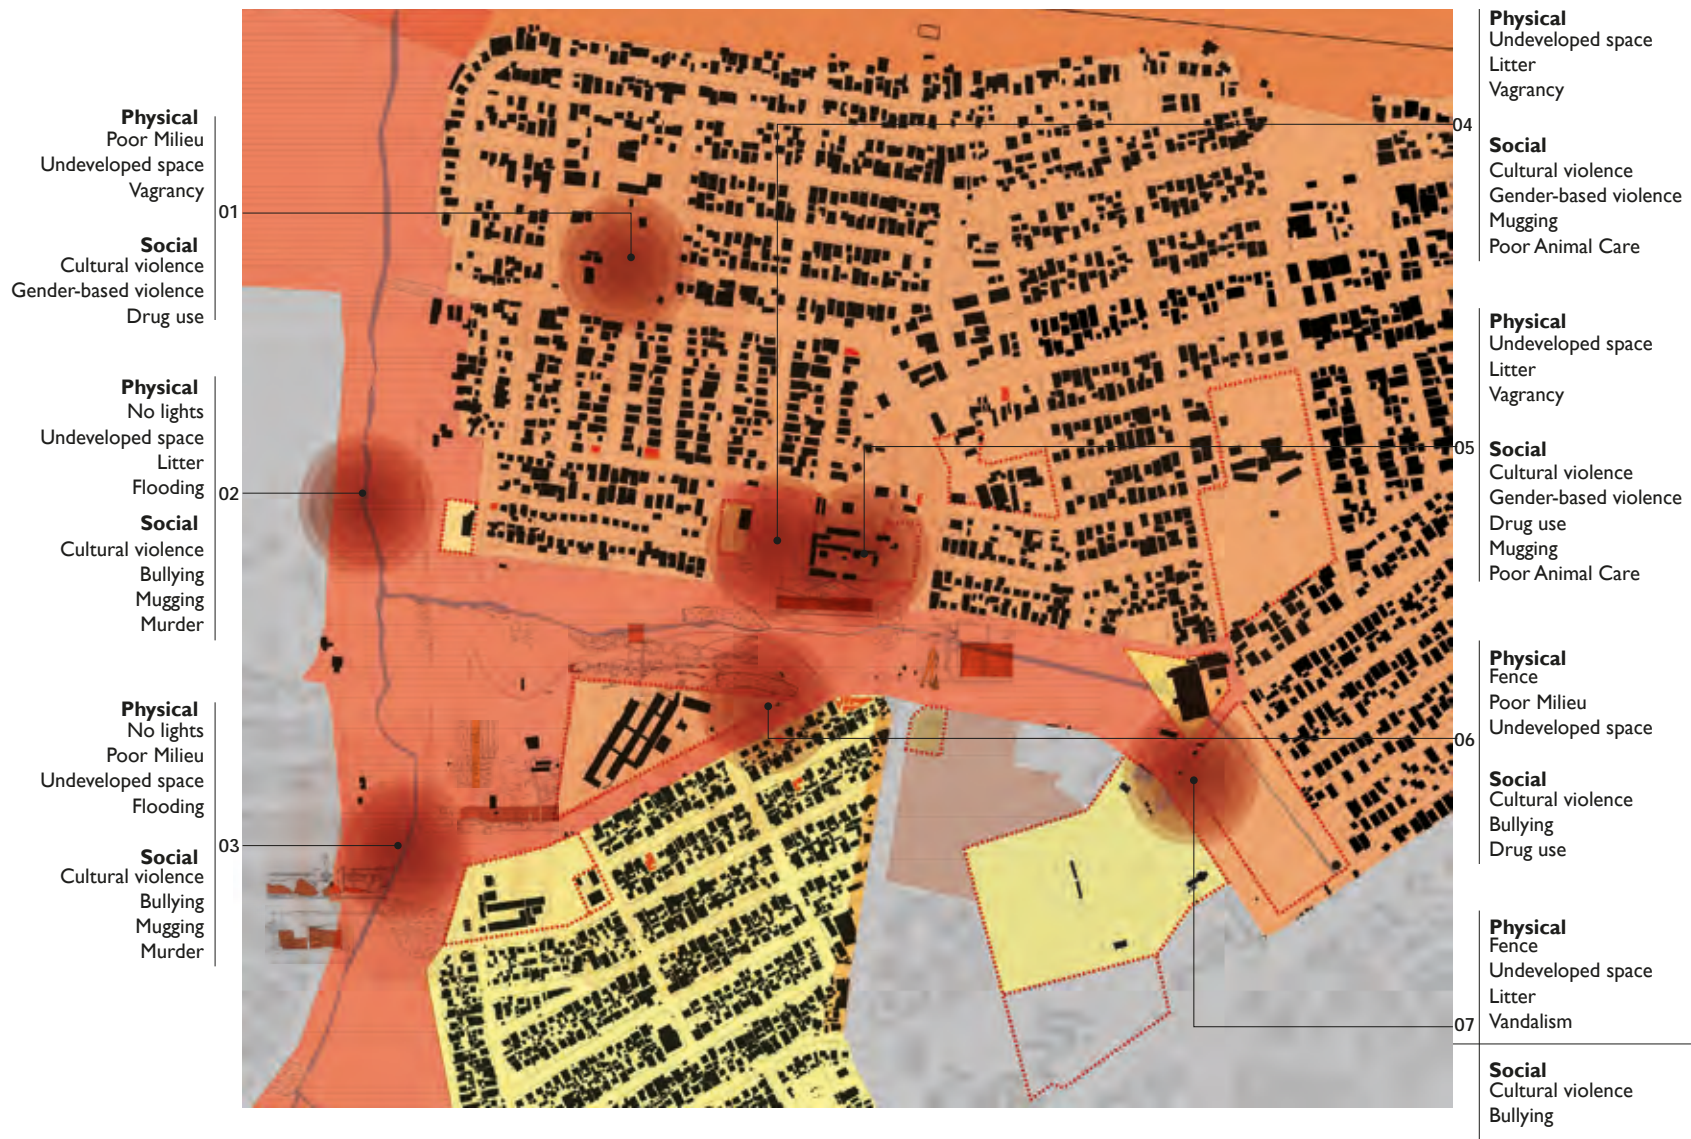 Physical
Poor Milieu
Undeveloped space
Vagrancy
01
Social
Cultural violence
Gender-based violence
Drug use
Physical
No lights
Undeveloped space
Litter
Flooding
02
Social
Cultural violence
Bullying
Mugging
Murder
Physical
No lights
Poor Milieu
Undeveloped space
Flooding
03
Social
Cultural violence
Bullying
Mugging
Murder
Physical
Undeveloped space
Litter
Vagrancy
04
Social
Cultural violence
Gender-based violence
Mugging
Poor Animal Care
Physical
Undeveloped space
Litter
Vagrancy
05
Social
Cultural violence
Gender-based violence
Drug use
Mugging
Poor Animal Care
Physical
Fence
Poor Milieu
Undeveloped space
06
Social
Cultural violence
Bullying
Drug use
Physical
Fence
Undeveloped space
Litter
Vandalism
07
Social
Cultural violence
Bullying